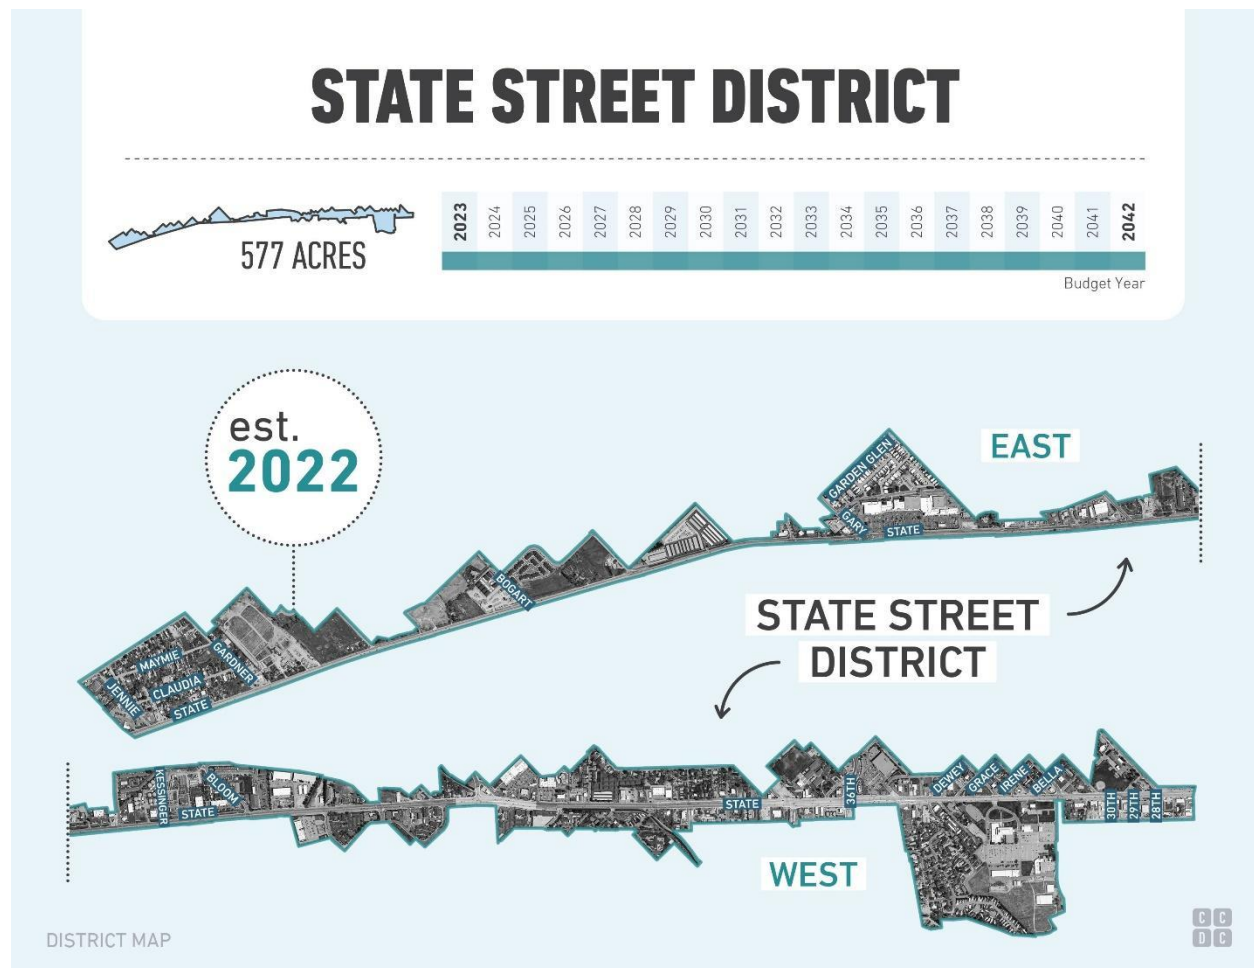 STATE STREET DISTRICT
577 ACRES
2023 2024 2025 2026 2027 2028 2029 2030 2031 2032 2033 2034 2035 2036 2037 2038 2039 2040 2041 2042
Budget Year
est.
2022
EAST
GARDEN GLEN
GARY
STATE
BOGART
STATE STREET
DISTRICT
MAYMIE
GARDNER
JENNIE
CLAUDIA
STATE
KESSINGER
BLOOM
STATE
STATE
36TH
DEWEY
GRACE
IRENE
BELLA
30TH
29TH
28TH
WEST
DISTRICT MAP
C C
D C